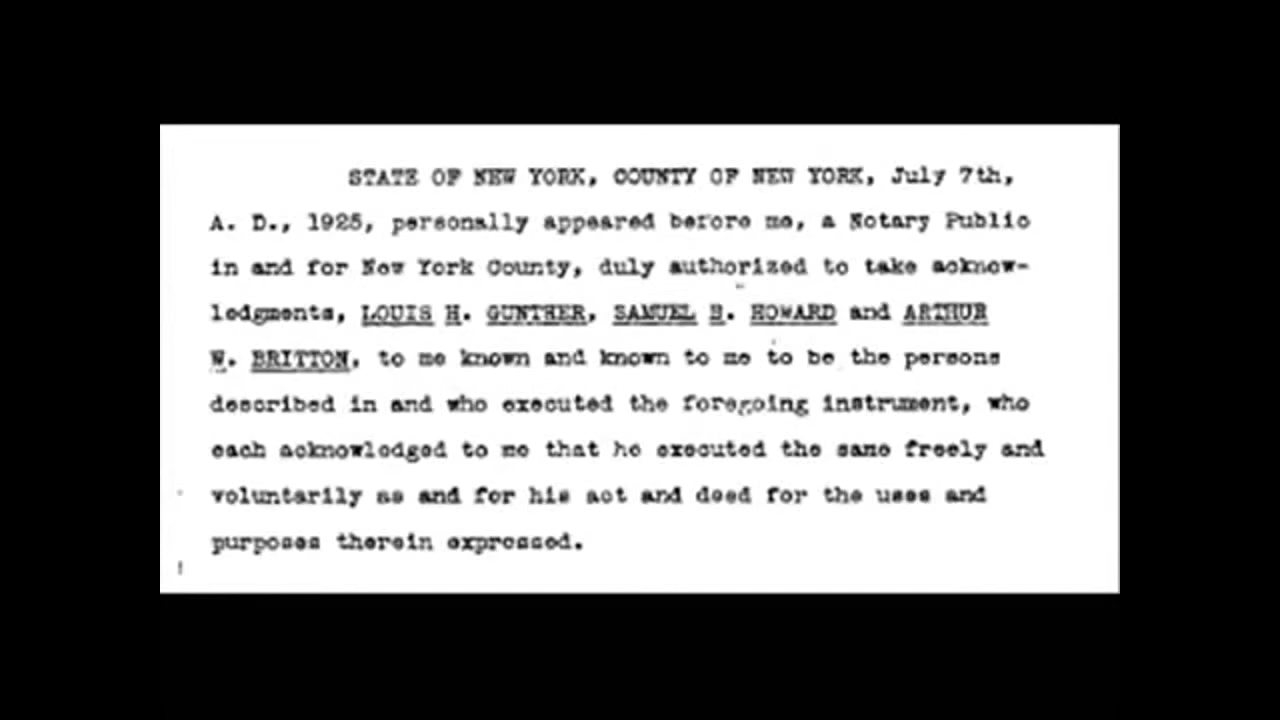 STATE OF NEW YORK, COUNTY OF NEW YORK, July 7th,
A. D., 1925, personally appeared before me, a Notary Public
in and for New York County, duly authorized to take acknow-
ledgments, LOUIS H. GUNTHER, SAMUEL B. HOWARD and ARTHUR
W. BRITTON, to me known and known to me to be the persons
described in and who executed the foregoing instrument, who
each acknowledged to me that he executed the same freely and
voluntarily as and for his act and deed for the uses and
purposes therein expressed.